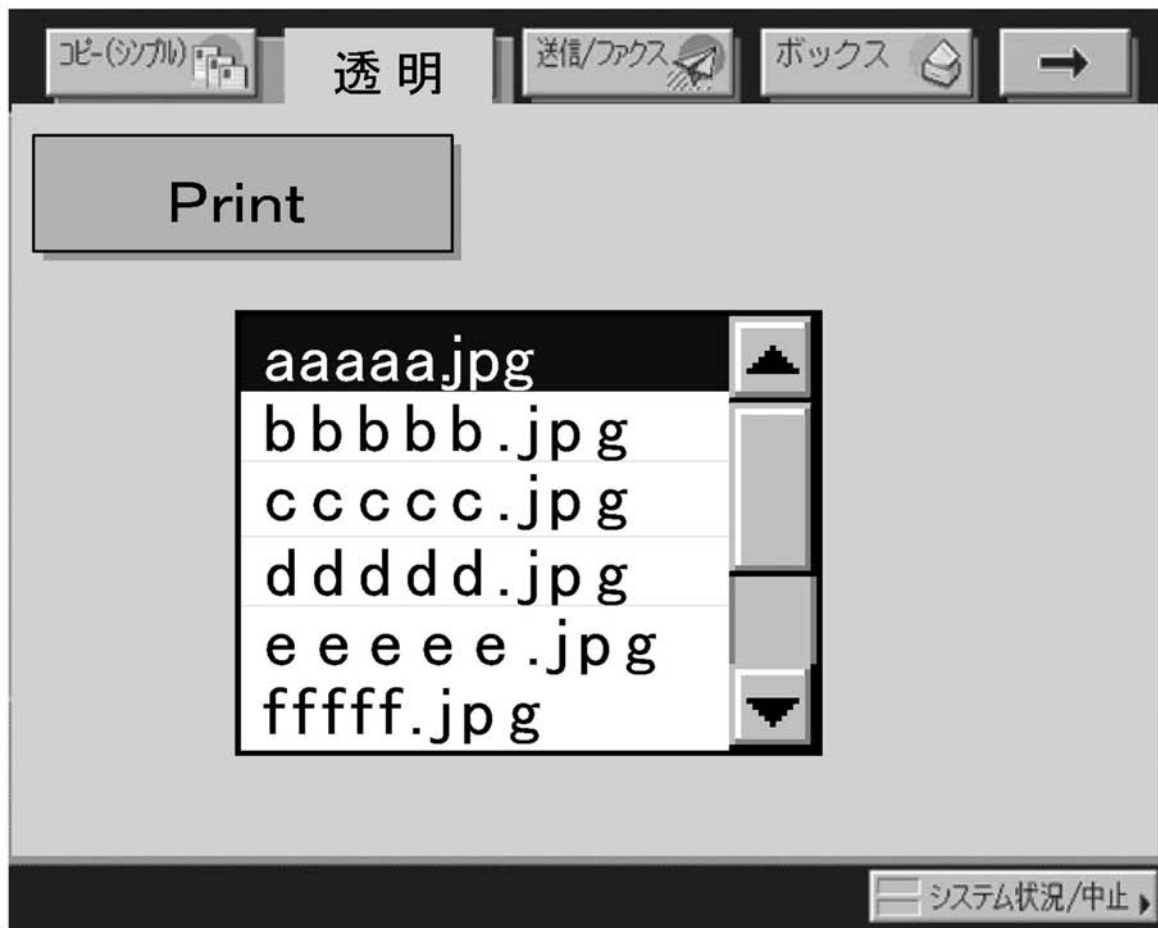 コピー(シンプル)
透明
送信/ファクス
ボックス
Print
aaaaa.jpg
bbbbb.jpg
ccccc.jpg
ddddd.jpg
eeeee.jpg
fffff.jpg
システム状況/中止